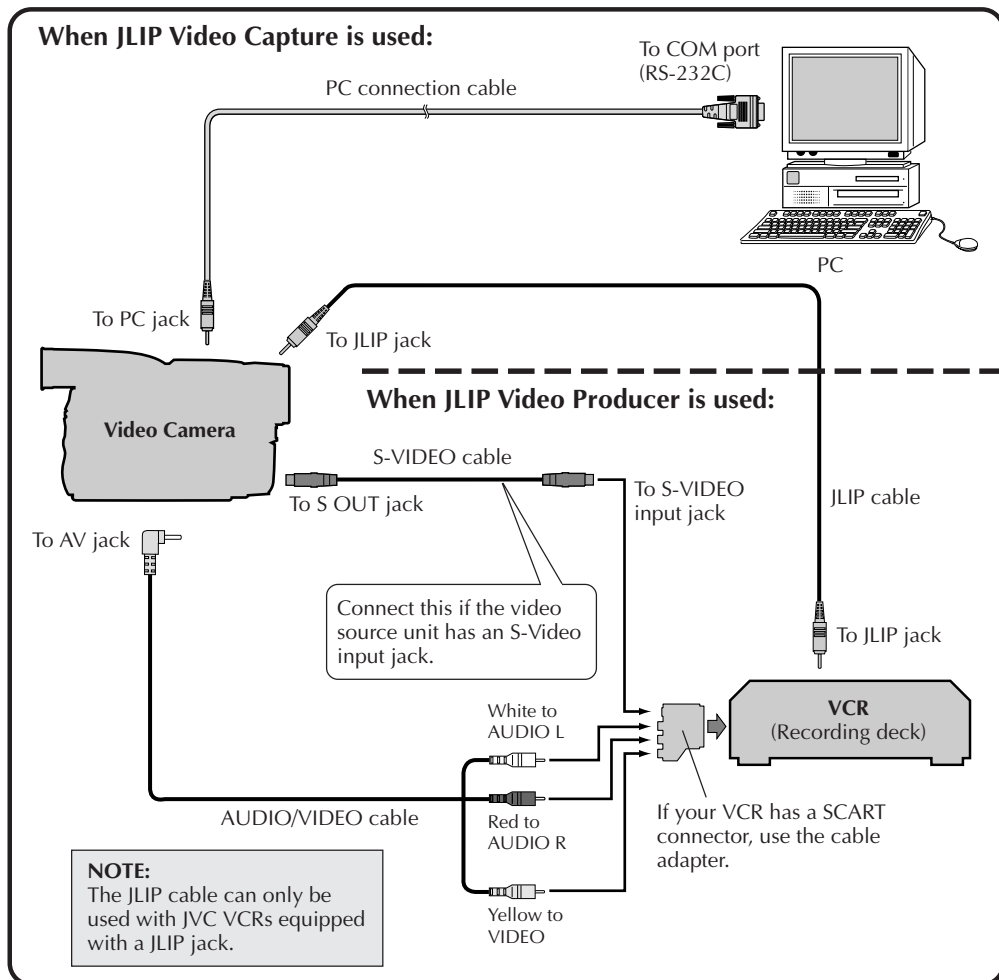 When JLIP Video Capture is used:
To COM port
(RS-232C)
PC connection cable
PC
To PC jack
To JLIP jack
When JLIP Video Producer is used:
Video Camera
S-VIDEO cable
To S OUT jack
To S-VIDEO
input jack
JLIP cable
To AV jack
Connect this if the video
source unit has an S-Video
input jack.
To JLIP jack
White to
AUDIO L
VCR
(Recording deck)
AUDIO/VIDEO cable
Red to
AUDIO R
If your VCR has a SCART
connector, use the cable
adapter.
NOTE:
The JLIP cable can only be
used with JVC VCRs equipped
with a JLIP jack.
Yellow to
VIDEO